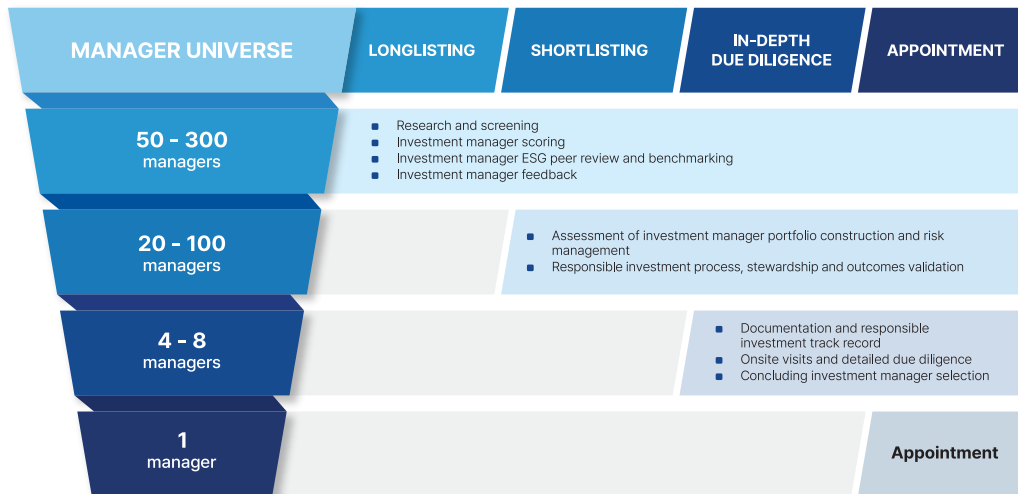 MANAGER UNIVERSE
LONGLISTING
SHORTLISTING
IN-DEPTH
DUE DILIGENCE
APPOINTMENT
50 - 300
managers
Research and screening
Investment manager scoring
Investment manager ESG peer review and benchmarking
Investment manager feedback
20 - 100
managers
Assessment of investment manager portfolio construction and risk
management
Responsible investment process, stewardship and outcomes validation
4 - 8
managers
Documentation and responsible
investment track record
Onsite visits and detailed due diligence
Concluding investment manager selection
1
manager
Appointment